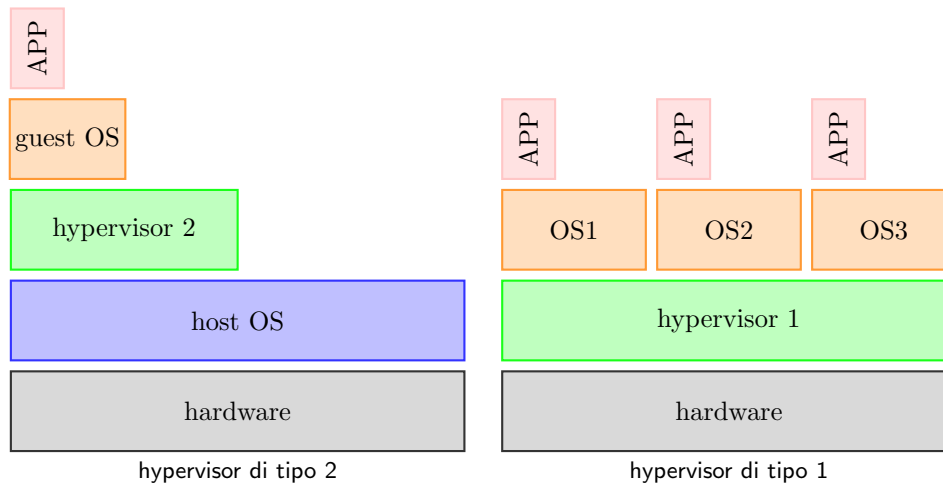 APP
guest OS
hypervisor 2
host OS
hardware
hypervisor di tipo 2
APP
APP
APP
OS1
OS2
OS3
hypervisor 1
hardware
hypervisor di tipo 1